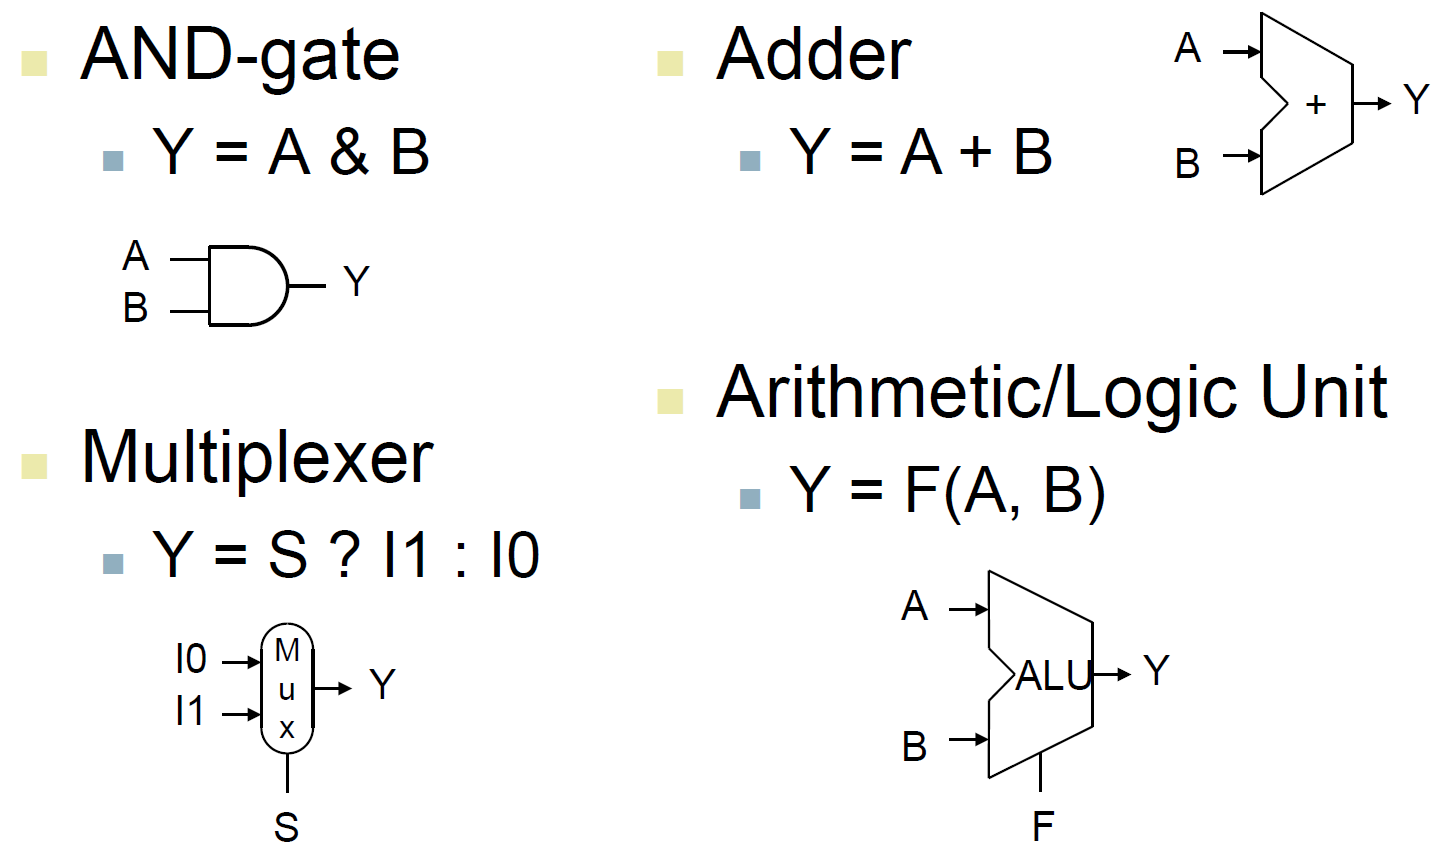 AND-gate
Y = A & B
A
B
Y
Multiplexer
Y = S ? I1 : I0
I0
I1
M
u
x
Y
S
Adder
Y = A + B
A
B
+
Y
Arithmetic/Logic Unit
Y = F(A, B)
A
B
ALU
Y
F